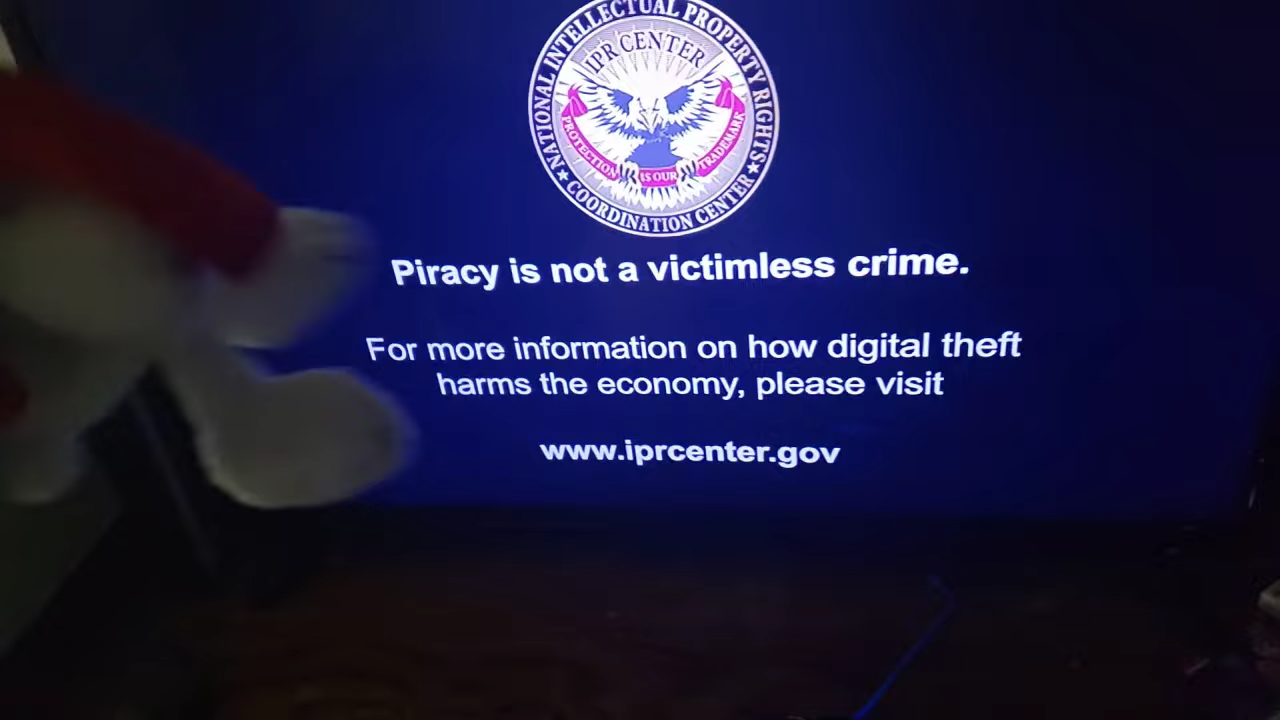 NATIONAL INTELLECTUAL PROPERTY RIGHTS
IPR CENTER
PROTECTION IS OUR TRADEMARK
★ COORDINATION CENTER ★
Piracy is not a victimless crime.
For more information on how digital theft
harms the economy, please visit
www.iprcenter.gov